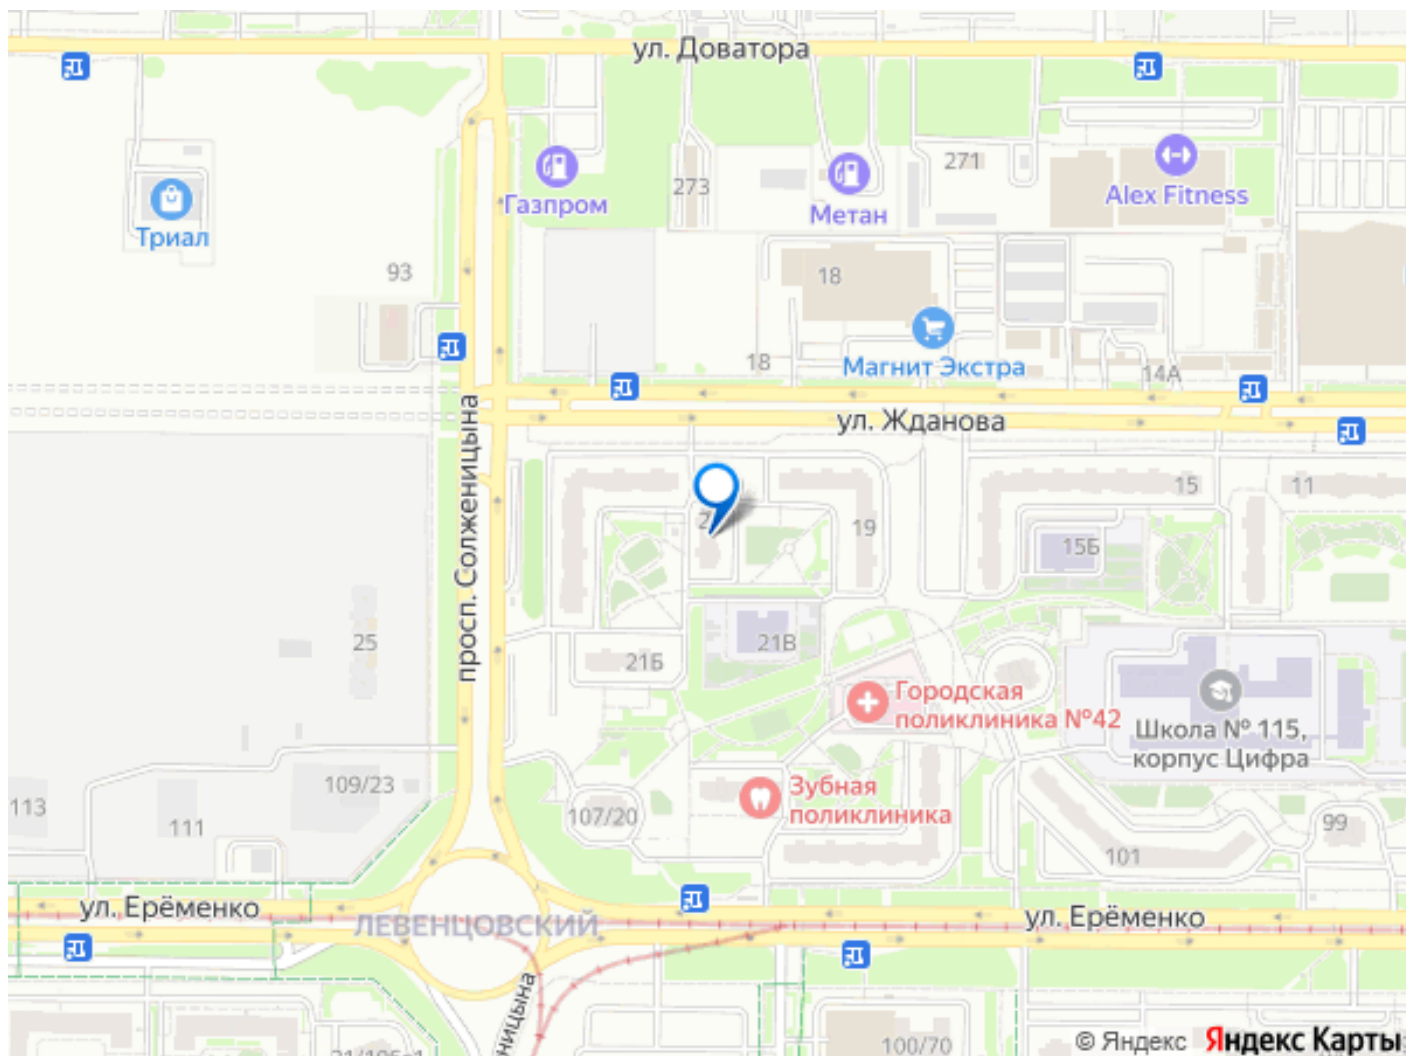 ул. Доватора
271
Alex Fitness
273
Газпром
Метан
Триал
93
18
Магнит Экстра
18
14А
ул. Жданова
просп. Солженицына
15
11
19
15Б
25
21Б
21В
Городская
поликлиника №42
Школа № 115,
корпус Цифра
109/23
113
111
Зубная
поликлиника
107/20
99
101
ул. Ерёменко
ЛЕВЕНЦОВСКИЙ
ул. Ерёменко
100/70
© Яндекс Яндекс Карты